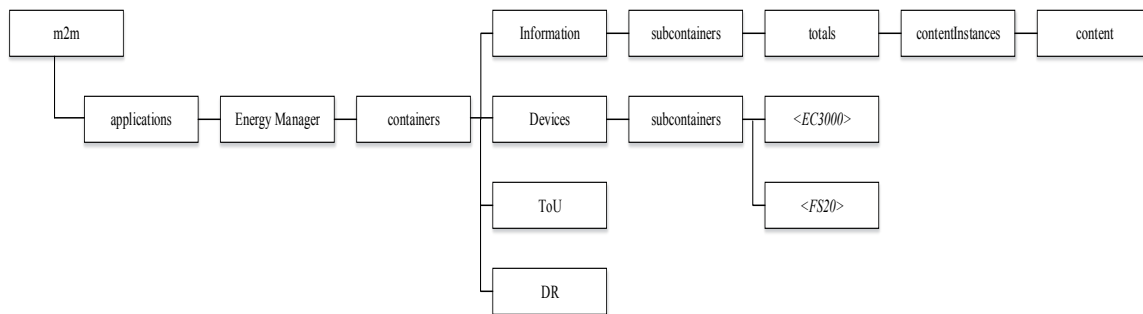 m2m
Information
subcontainers
totals
contentInstances
content
applications
Energy Manager
containers
Devices
subcontainers
<EC3000>
ToU
<FS20>
DR